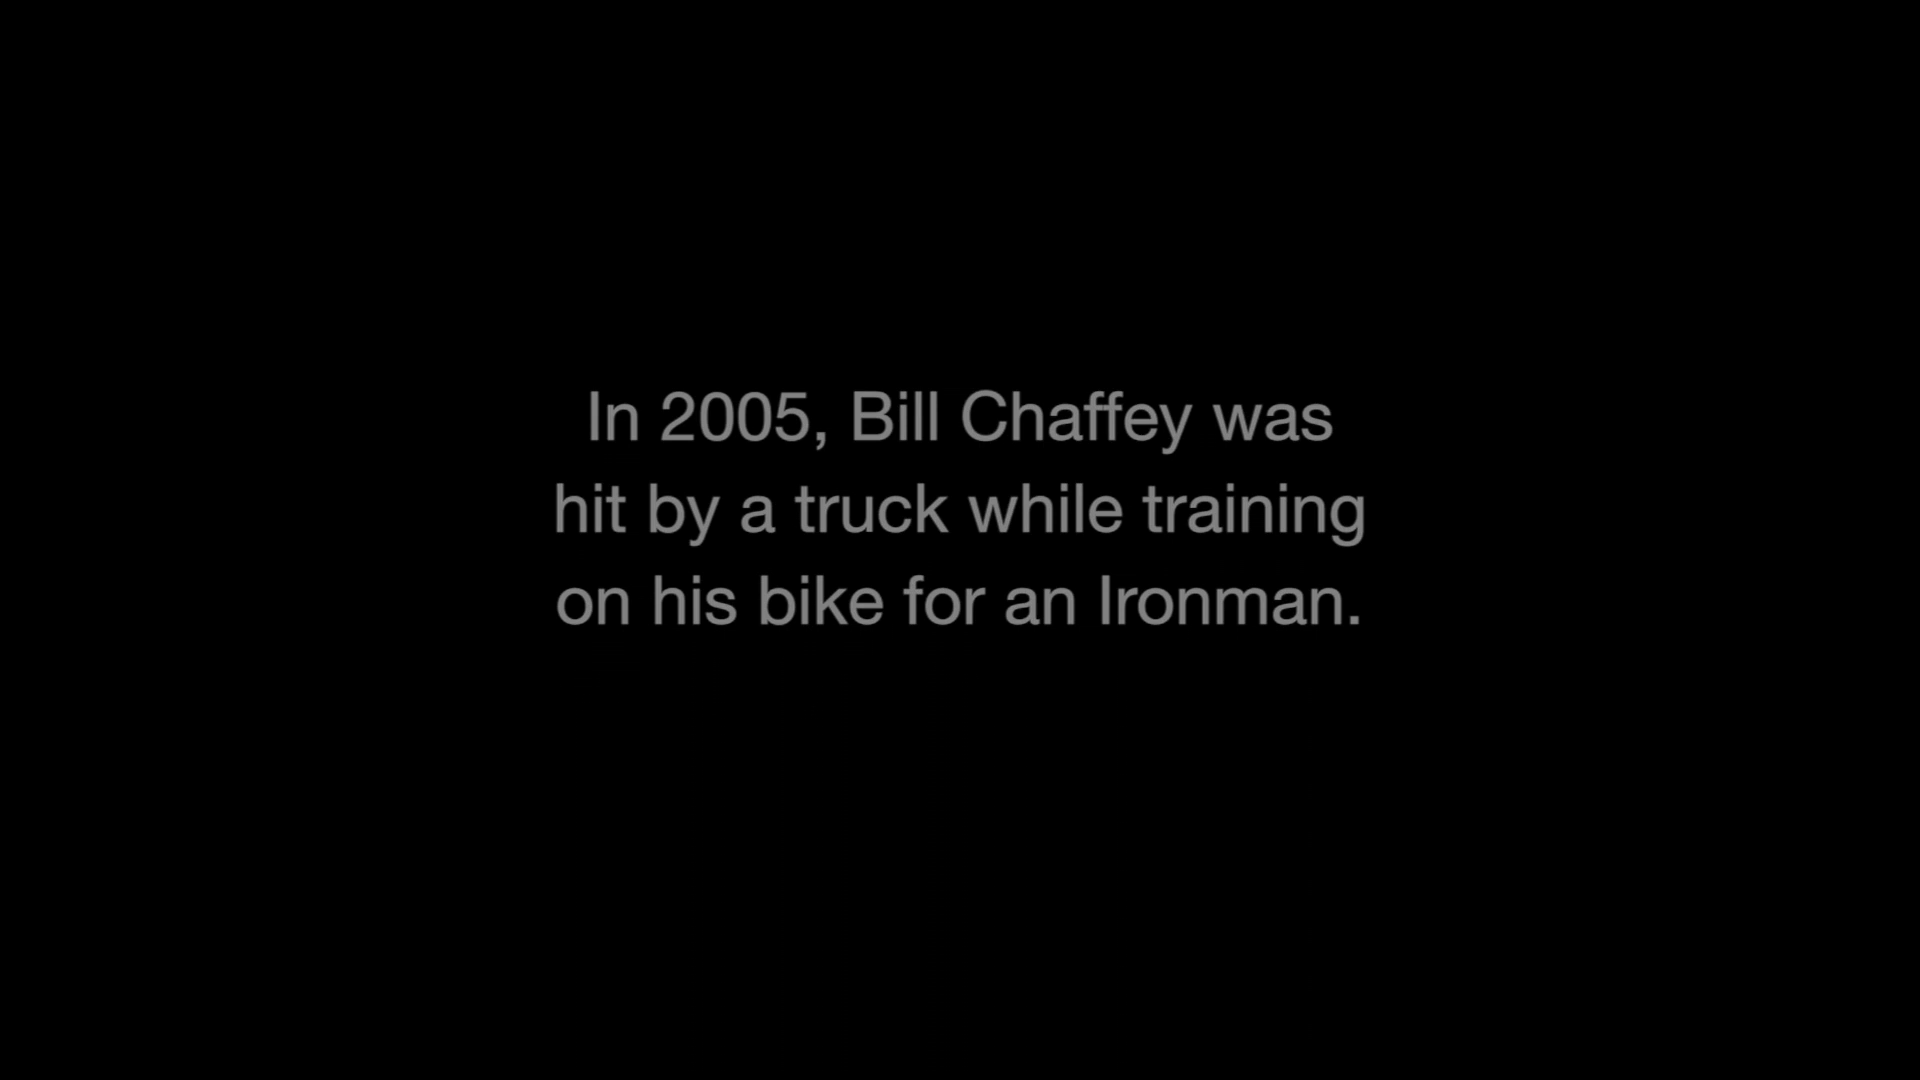 In 2005, Bill Chaffey was
hit by a truck while training
on his bike for an Ironman.